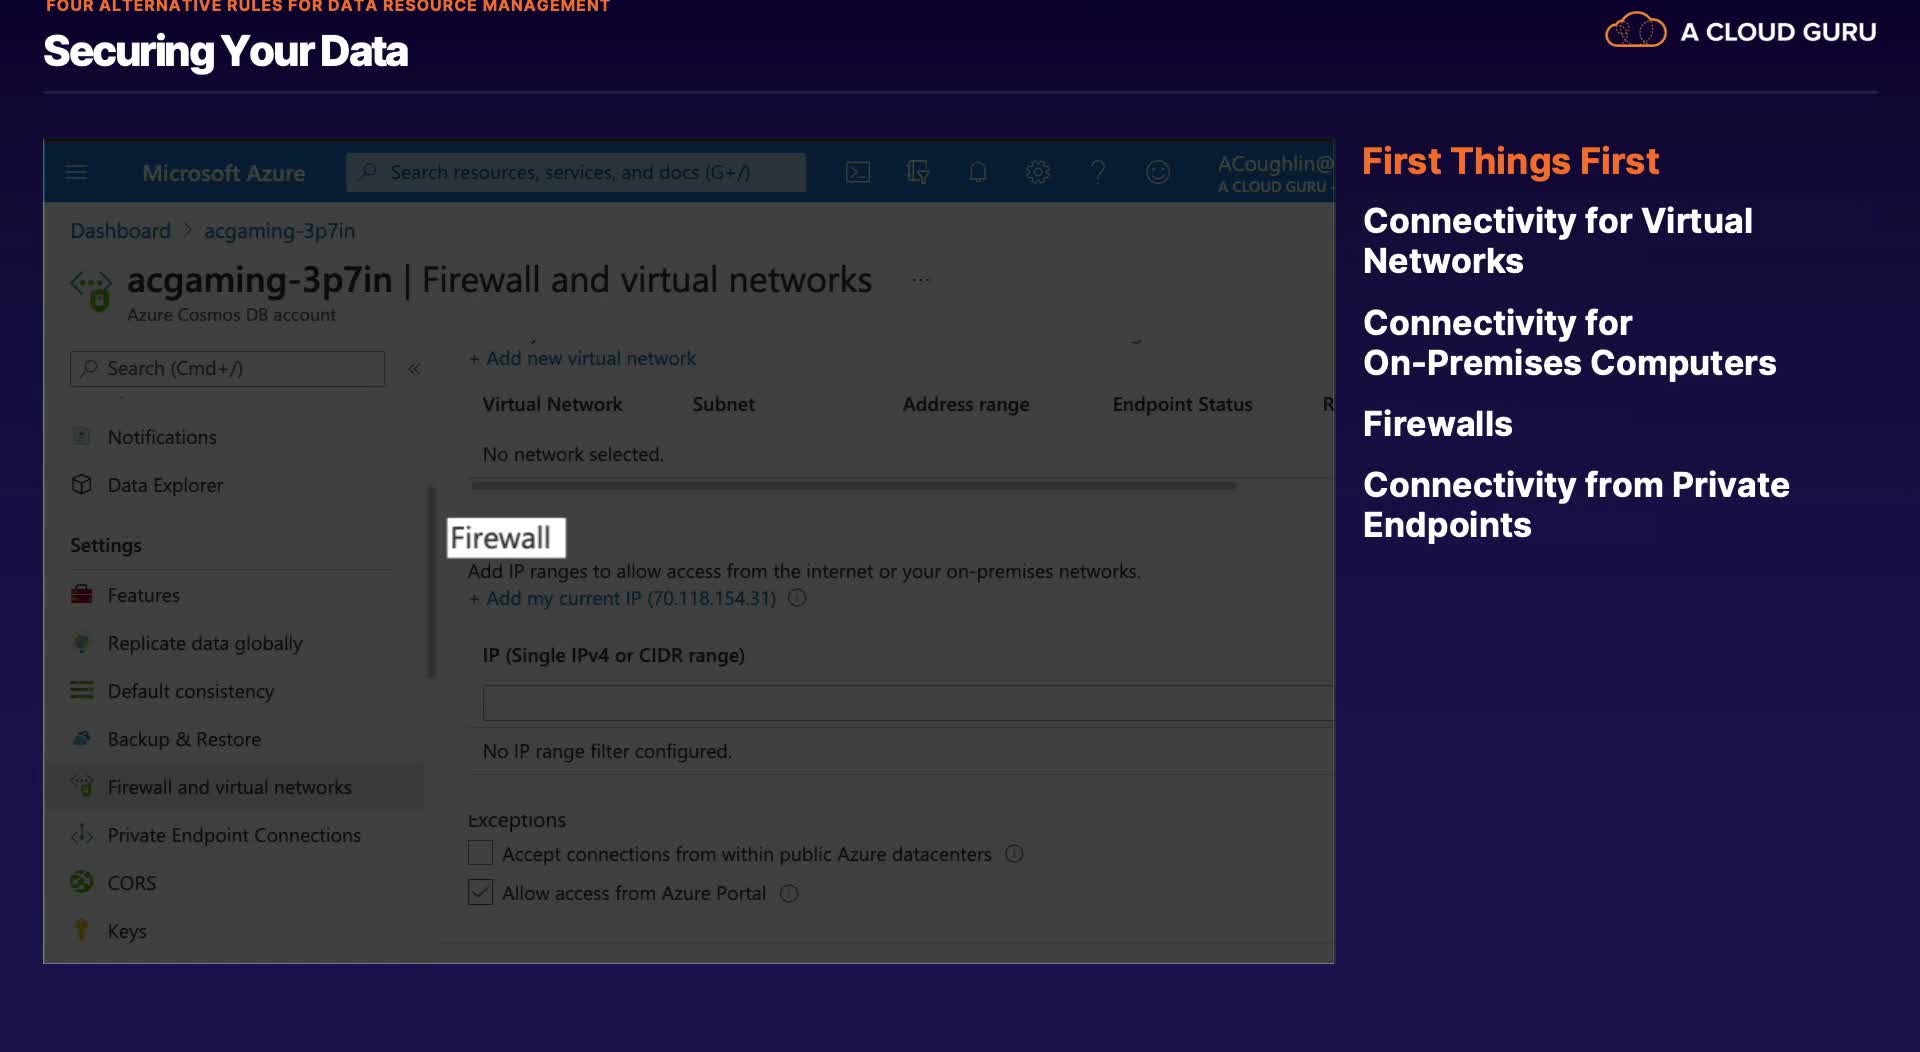 FOUR ALTERNATIVE RULES FOR DATA RESOURCE MANAGEMENT
Securing Your Data
A CLOUD GURU
Microsoft Azure
Search resources, services, and docs (G+/)
ACoughlin@
A CLOUD GURU -
Dashboard > acgaming-3p7in
acgaming-3p7in | Firewall and virtual networks ...
Azure Cosmos DB account
Search (Cmd+/)
«
Notifications
Data Explorer
Settings
Features
Replicate data globally
Default consistency
Backup & Restore
Firewall and virtual networks
Private Endpoint Connections
CORS
Keys
+ Add new virtual network
Virtual Network Subnet Address range Endpoint Status R
No network selected.
Firewall
Add IP ranges to allow access from the internet or your on-premises networks.
+ Add my current IP (70.118.154.31)
IP (Single IPv4 or CIDR range)
No IP range filter configured.
Exceptions
Accept connections from within public Azure datacenters
Allow access from Azure Portal
First Things First
Connectivity for Virtual
Networks
Connectivity for
On-Premises Computers
Firewalls
Connectivity from Private
Endpoints